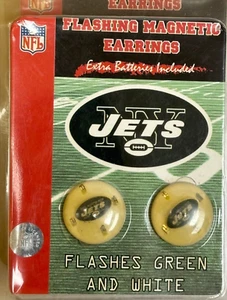 EARRINGS
NFL
FLASHING MAGNETIC
EARRINGS
Extra Batteries Included
NY
JETS
FLASHES GREEN
AND WHITE